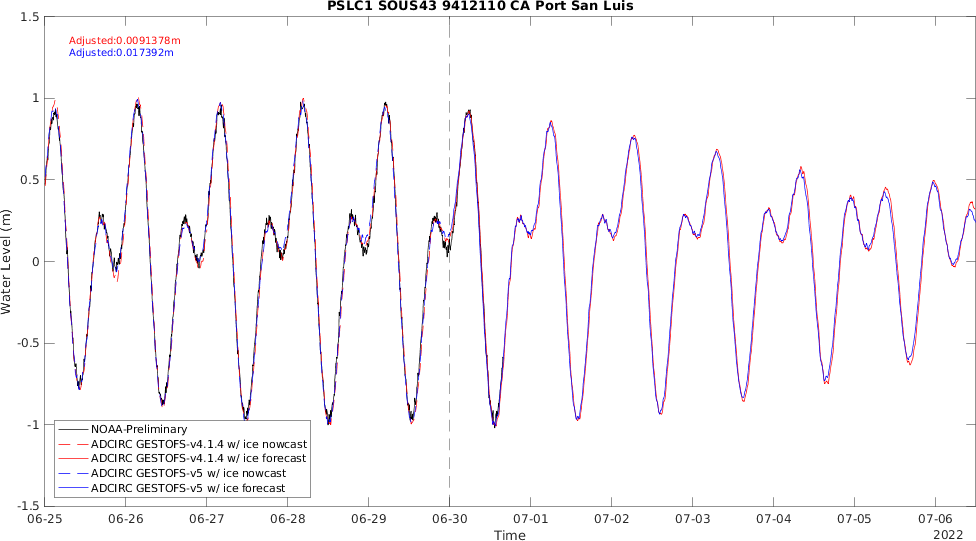 PSLC1 SOUS43 9412110 CA Port San Luis
Adjusted:0.0091378m
Adjusted:0.017392m
1.5
1
0.5
0
-0.5
-1
-1.5
Water Level (m)
NOAA-Preliminary
ADCIRC GESTOFS-v4.1.4 w/ ice nowcast
ADCIRC GESTOFS-v4.1.4 w/ ice forecast
ADCIRC GESTOFS-v5 w/ ice nowcast
ADCIRC GESTOFS-v5 w/ ice forecast
06-25 06-26 06-27 06-28 06-29 06-30 07-01 07-02 07-03 07-04 07-05 07-06
Time
2022